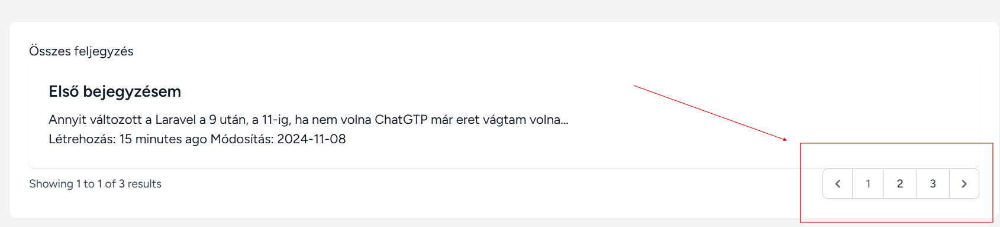 Összes feljegyzés
Első bejegyzésem
Annyit változott a Laravel a 9 után, a 11-ig, ha nem volna ChatGTP már eret vágtam volna...
Létrehozás: 15 minutes ago Módosítás: 2024-11-08
Showing 1 to 1 of 3 results
1 2 3